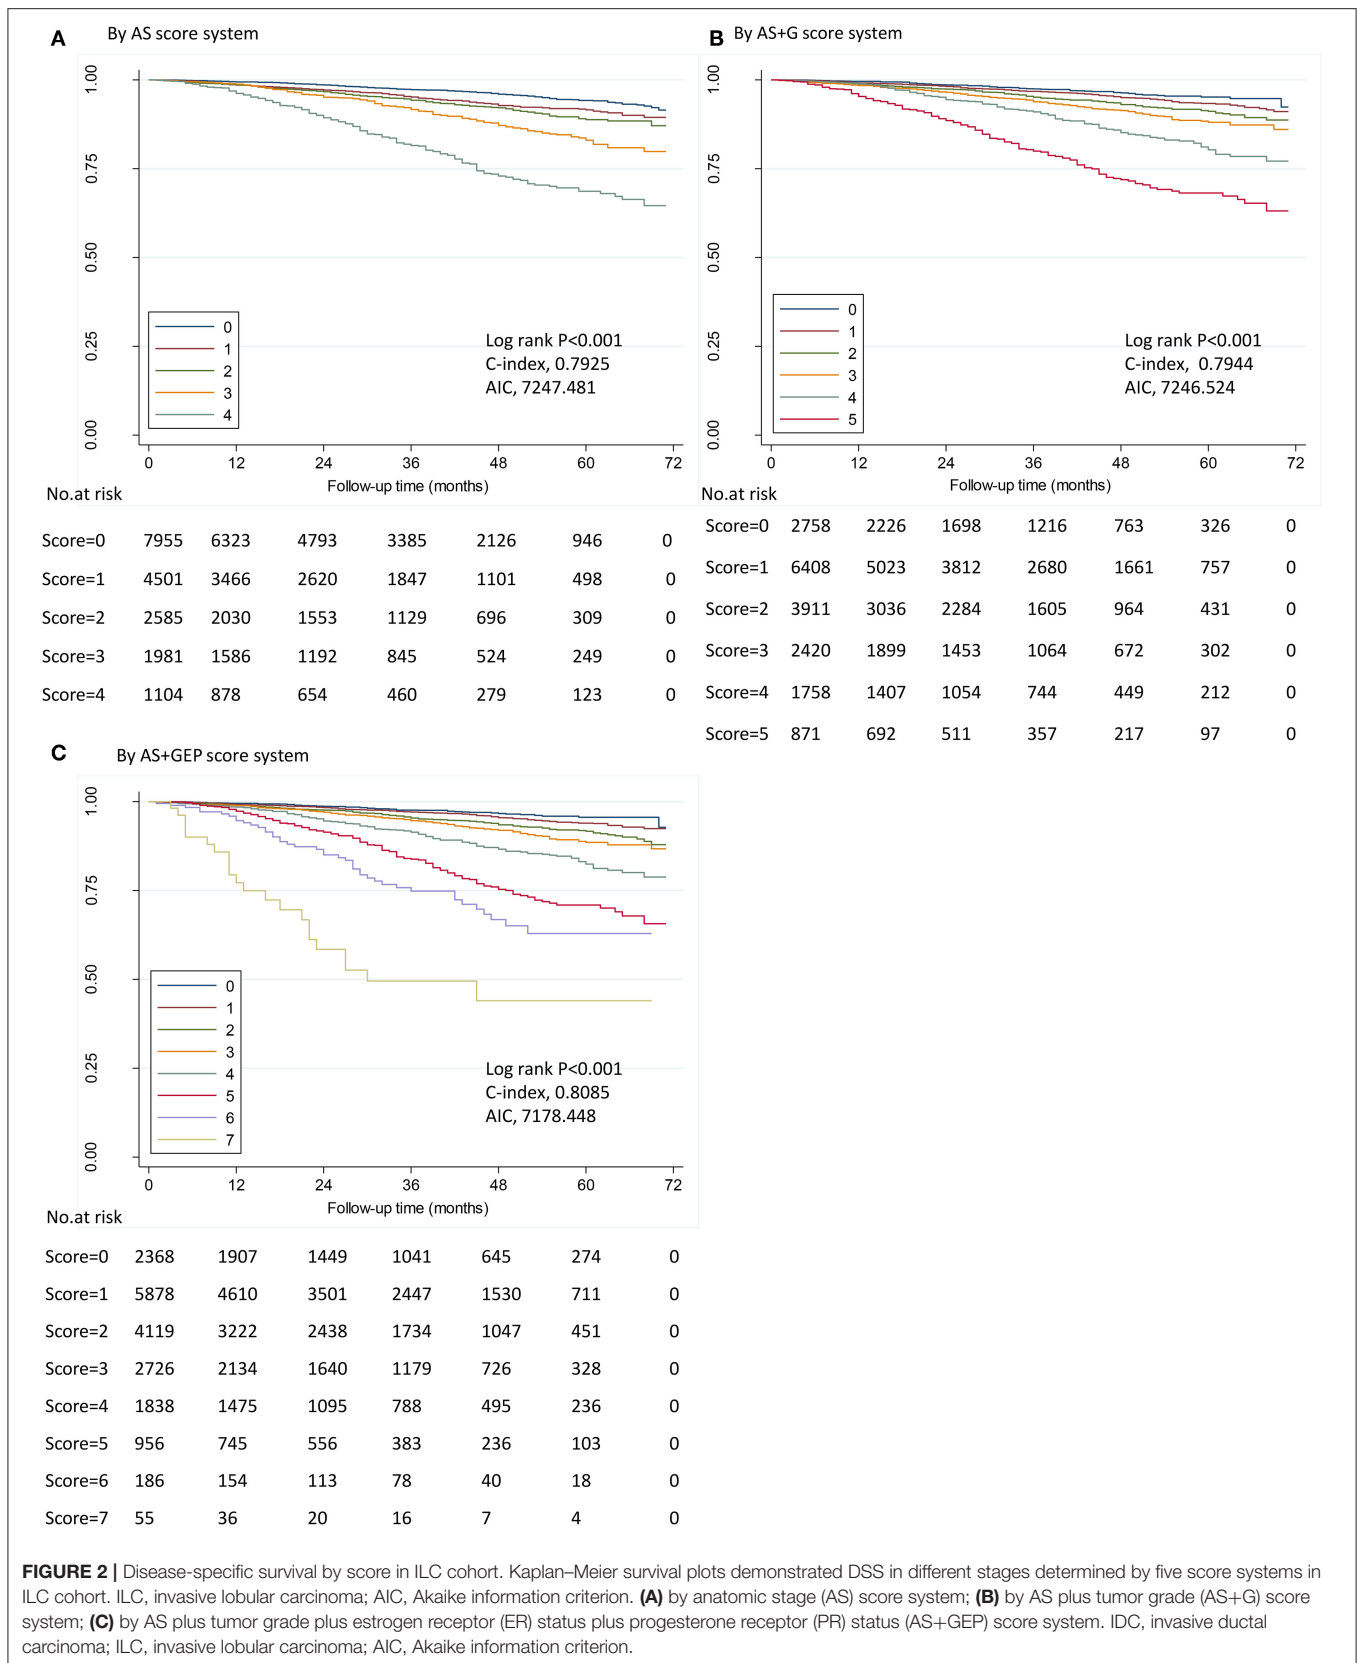 A By AS score system
1.00
0.75
0.50
0.25
0.00
0
1
2
3
4
Log rank P<0.001
C-index, 0.7925
AIC, 7247.481
0 12 24 36 48 60 72
Follow-up time (months)
No.at risk
Score=0 7955 6323 4793 3385 2126 946 0
Score=1 4501 3466 2620 1847 1101 498 0
Score=2 2585 2030 1553 1129 696 309 0
Score=3 1981 1586 1192 845 524 249 0
Score=4 1104 878 654 460 279 123 0
B By AS+G score system
1.00
0.75
0.50
0.25
0.00
0
1
2
3
4
5
Log rank P<0.001
C-index, 0.7944
AIC, 7246.524
0 12 24 36 48 60 72
Follow-up time (months)
No.at risk
Score=0 2758 2226 1698 1216 763 326 0
Score=1 6408 5023 3812 2680 1661 757 0
Score=2 3911 3036 2284 1605 964 431 0
Score=3 2420 1899 1453 1064 672 302 0
Score=4 1758 1407 1054 744 449 212 0
Score=5 871 692 511 357 217 97 0
C By AS+GEP score system
1.00
0.75
0.50
0.25
0.00
0
1
2
3
4
5
6
7
Log rank P<0.001
C-index, 0.8085
AIC, 7178.448
0 12 24 36 48 60 72
Follow-up time (months)
No.at risk
Score=0 2368 1907 1449 1041 645 274 0
Score=1 5878 4610 3501 2447 1530 711 0
Score=2 4119 3222 2438 1734 1047 451 0
Score=3 2726 2134 1640 1179 726 328 0
Score=4 1838 1475 1095 788 495 236 0
Score=5 956 745 556 383 236 103 0
Score=6 186 154 113 78 40 18 0
Score=7 55 36 20 16 7 4 0
FIGURE 2 | Disease-specific survival by score in ILC cohort. Kaplan–Meier survival plots demonstrated DSS in different stages determined by five score systems in
ILC cohort. ILC, invasive lobular carcinoma; AIC, Akaike information criterion. (A) by anatomic stage (AS) score system; (B) by AS plus tumor grade (AS+G) score
system; (C) by AS plus tumor grade plus estrogen receptor (ER) status plus progesterone receptor (PR) status (AS+GEP) score system. IDC, invasive ductal
carcinoma; ILC, invasive lobular carcinoma; AIC, Akaike information criterion.